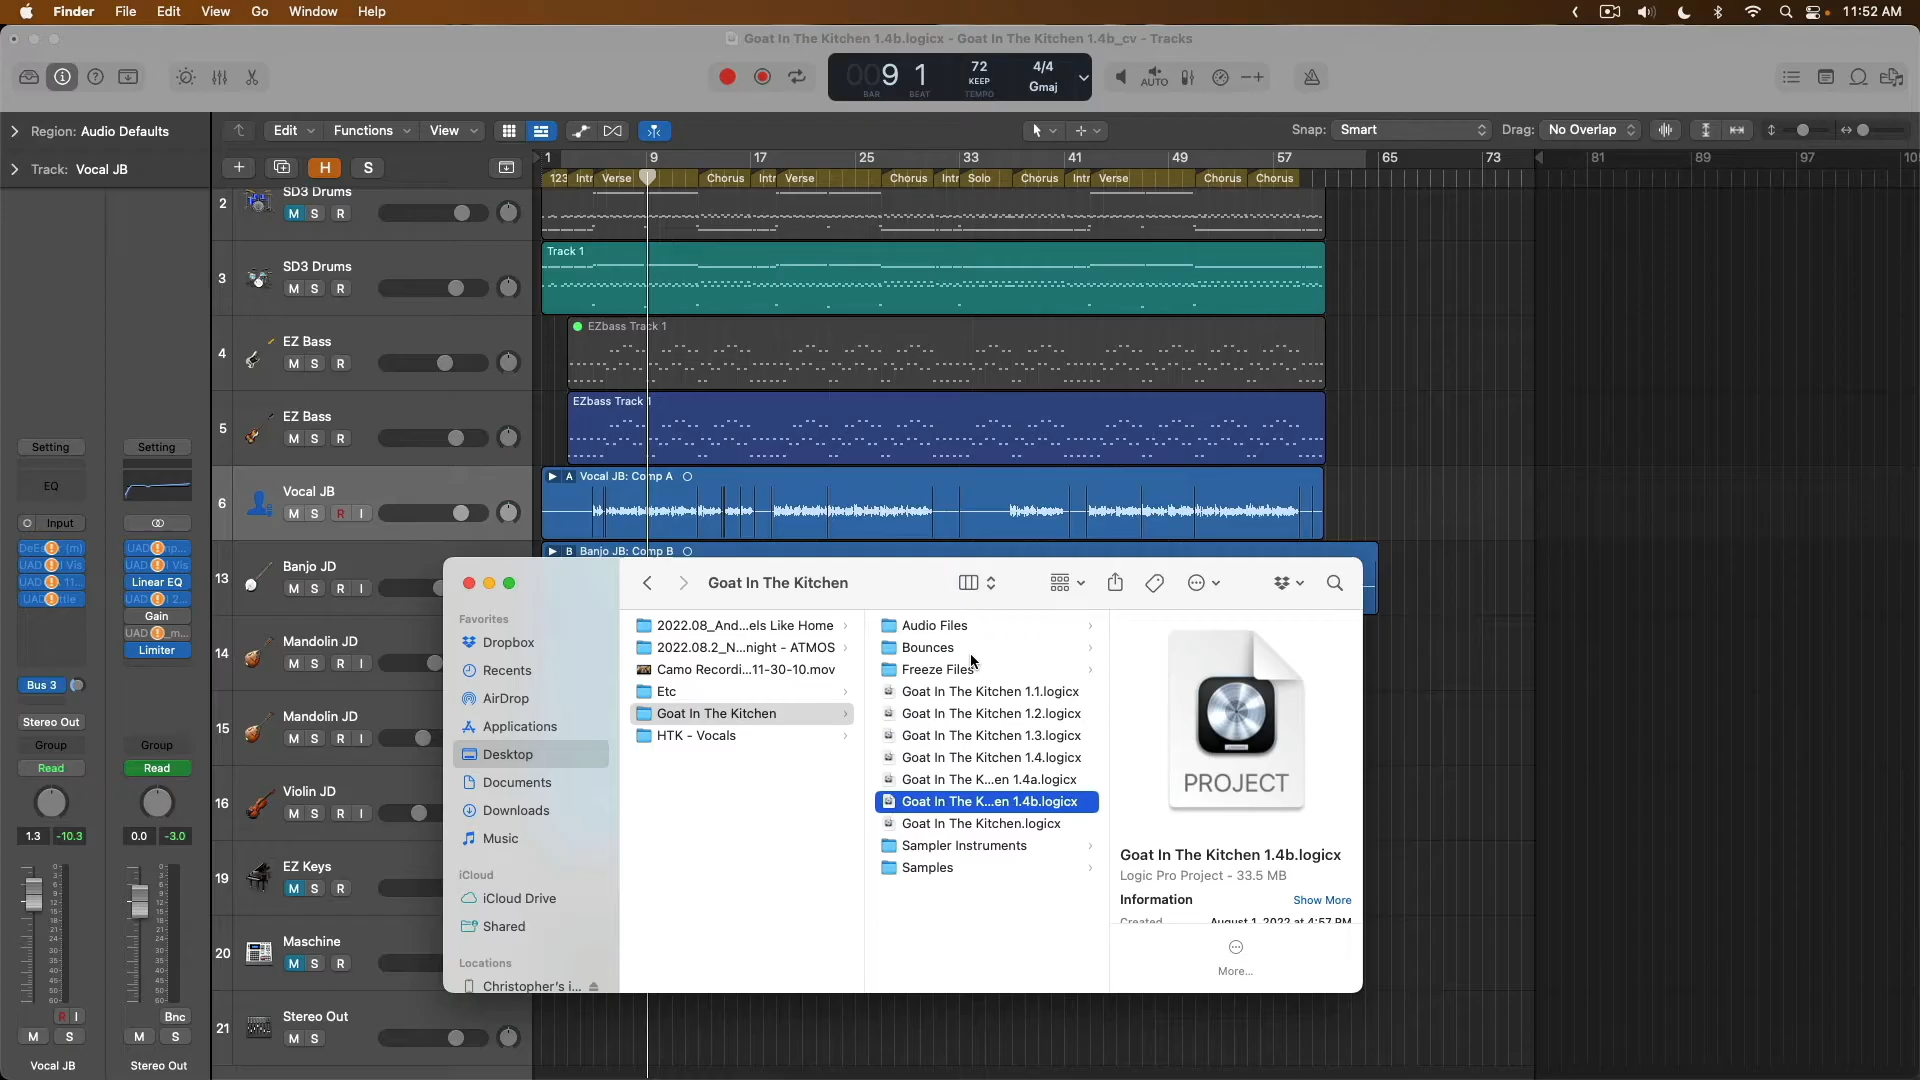 Finder File Edit View Go Window Help 11:52 AM
Goat In The Kitchen 1.4b.logicx - Goat In The Kitchen 1.4b_cv - Tracks
009 1 72 4/4
KEEP Gmaj
BAR BEAT TEMPO
AUTO
Region: Audio Defaults
Edit Functions View
Snap: Smart Drag: No Overlap
Track: Vocal JB
H S
1 9 17 25 33 41 49 57 65 73 81 89 97 10
123 Intr Verse Chorus Intr Verse Chorus Intr Solo Chorus Intr Verse Chorus Chorus
2 SD3 Drums
M S R
3 SD3 Drums
M S R
Track 1
4 EZ Bass
M S R
EZbass Track 1
5 EZ Bass
M S R
EZbass Track 1
6 Vocal JB
M S R I
A Vocal JB: Comp A
13 Banjo JD
M S R I
B Banjo JB: Comp B
14 Mandolin JD
M S R I
15 Mandolin JD
M S R I
16 Violin JD
M S R I
19 EZ Keys
M S R
20 Maschine
M S R
21 Stereo Out
M S
Setting Setting
EQ
Input
Linear EQ
Gain
Limiter
Bus 3
Stereo Out
Group Group
Read Read
1.3 -10.3 0.0 -3.0
R I Bnc
M S M S
Vocal JB Stereo Out
Goat In The Kitchen
Favorites
Dropbox
Recents
AirDrop
Applications
Desktop
Documents
Downloads
Music
iCloud
iCloud Drive
Shared
Locations
Christopher's i...
2022.08_And...els Like Home
2022.08.2_N...night - ATMOS
Camo Recordi...11-30-10.mov
Etc
Goat In The Kitchen
HTK - Vocals
Audio Files
Bounces
Freeze Files
Goat In The Kitchen 1.1.logicx
Goat In The Kitchen 1.2.logicx
Goat In The Kitchen 1.3.logicx
Goat In The Kitchen 1.4.logicx
Goat In The K...en 1.4a.logicx
Goat In The K...en 1.4b.logicx
Goat In The Kitchen.logicx
Sampler Instruments
Samples
PROJECT
Goat In The Kitchen 1.4b.logicx
Logic Pro Project - 33.5 MB
Information Show More
Created August 1, 2022 at 4:57 PM
More...